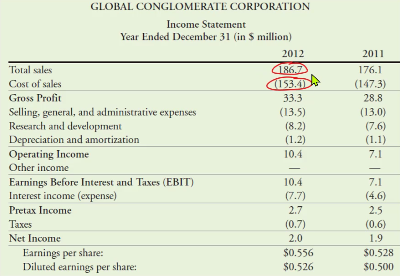 GLOBAL CONGLOMERATE CORPORATION
Income Statement
Year Ended December 31 (in $ million)
2012 2011
Total sales 186.7 176.1
Cost of sales (153.4) (147.3)
Gross Profit 33.3 28.8
Selling, general, and administrative expenses (13.5) (13.0)
Research and development (8.2) (7.6)
Depreciation and amortization (1.2) (1.1)
Operating Income 10.4 7.1
Other income — —
Earnings Before Interest and Taxes (EBIT) 10.4 7.1
Interest income (expense) (7.7) (4.6)
Pretax Income 2.7 2.5
Taxes (0.7) (0.6)
Net Income 2.0 1.9
Earnings per share: $0.556 $0.528
Diluted earnings per share: $0.526 $0.500